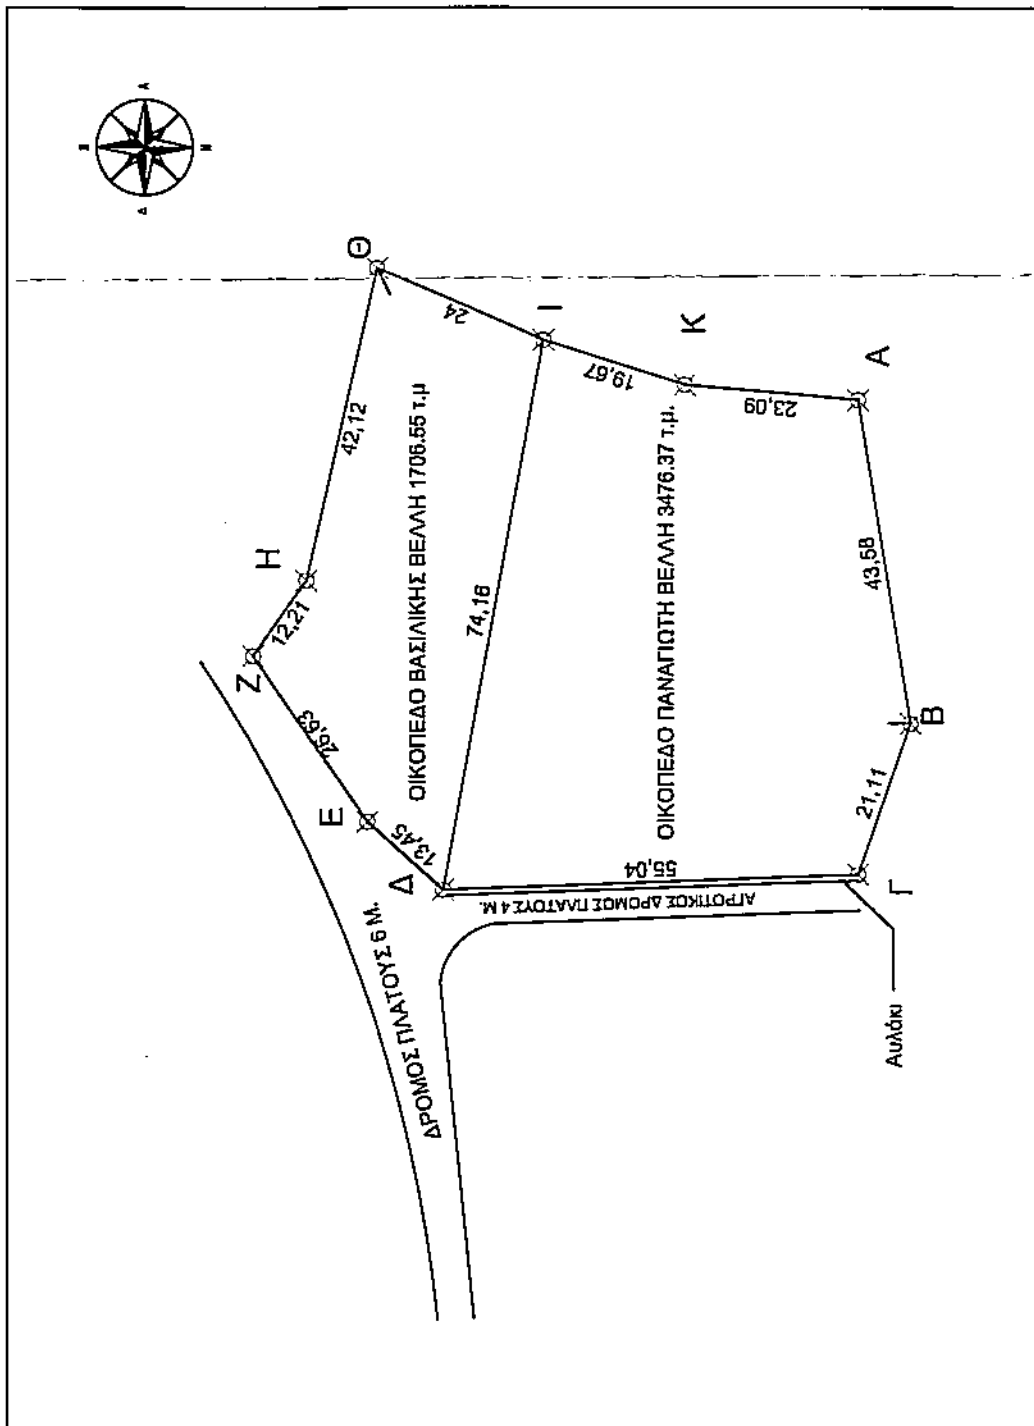 Α
Δ
Θ
24
Ι
19,67
Κ
23,09
Α
42,12
Η
12,21
Ζ
ΟΙΚΟΠΕΔΟ ΒΑΣΙΛΙΚΗΣ ΒΕΛΛΗ 1706.55 τ.μ
74,16
ΟΙΚΟΠΕΔΟ ΠΑΝΑΓΙΩΤΗ ΒΕΛΛΗ 3476.37 τ.μ.
43,58
Β
21,11
Γ
26,63
Ε
13,45
Δ
55,04
ΑΓΡΟΤΙΚΟΣ ΔΡΟΜΟΣ ΠΛΑΤΟΥΣ 4 Μ.
ΔΡΟΜΟΣ ΠΛΑΤΟΥΣ 6 Μ.
Αυλάκι